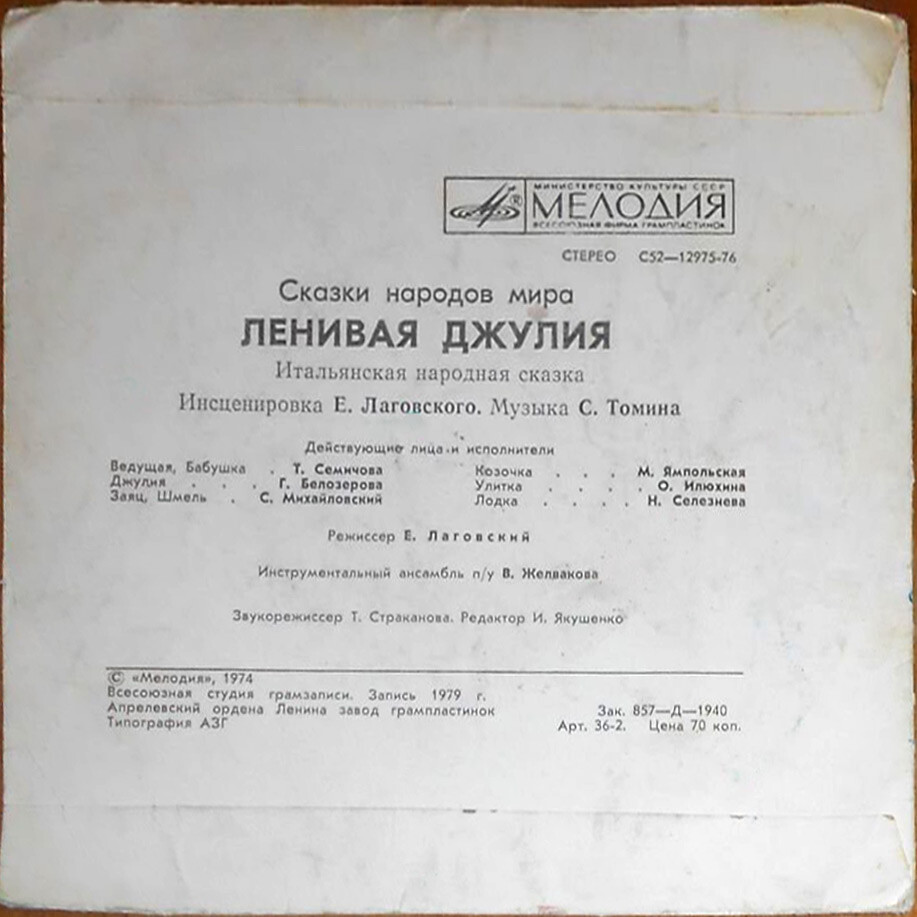 МИНИСТЕРСТВО КУЛЬТУРЫ СССР
® МЕЛОДИЯ
ВСЕСОЮЗНАЯ ФИРМА ГРАМПЛАСТИНОК
СТЕРЕО С52—12975-76
Сказки народов мира
ЛЕНИВАЯ ДЖУЛИЯ
Итальянская народная сказка
Инсценировка Е. Лаговского. Музыка С. Томина
Действующие лица и исполнители
Ведущая, Бабушка . Т. Семичова
Джулия . . . Г. Белозерова
Заяц, Шмель . С. Михайловский
Козочка . . . М. Ямпольская
Улитка . . . . О. Илюхина
Лодка . . . . Н. Селезнева
Режиссер Е. Лаговский
Инструментальный ансамбль п/у В. Желвакова
Звукорежиссер Т. Страканова. Редактор И. Якушенко
© «Мелодия», 1974
Всесоюзная студия грамзаписи. Запись 1979 г.
Апрелевский ордена Ленина завод грампластинок
Типография АЗГ
Зак. 857—Д—1940
Арт. 36-2. Цена 70 коп.